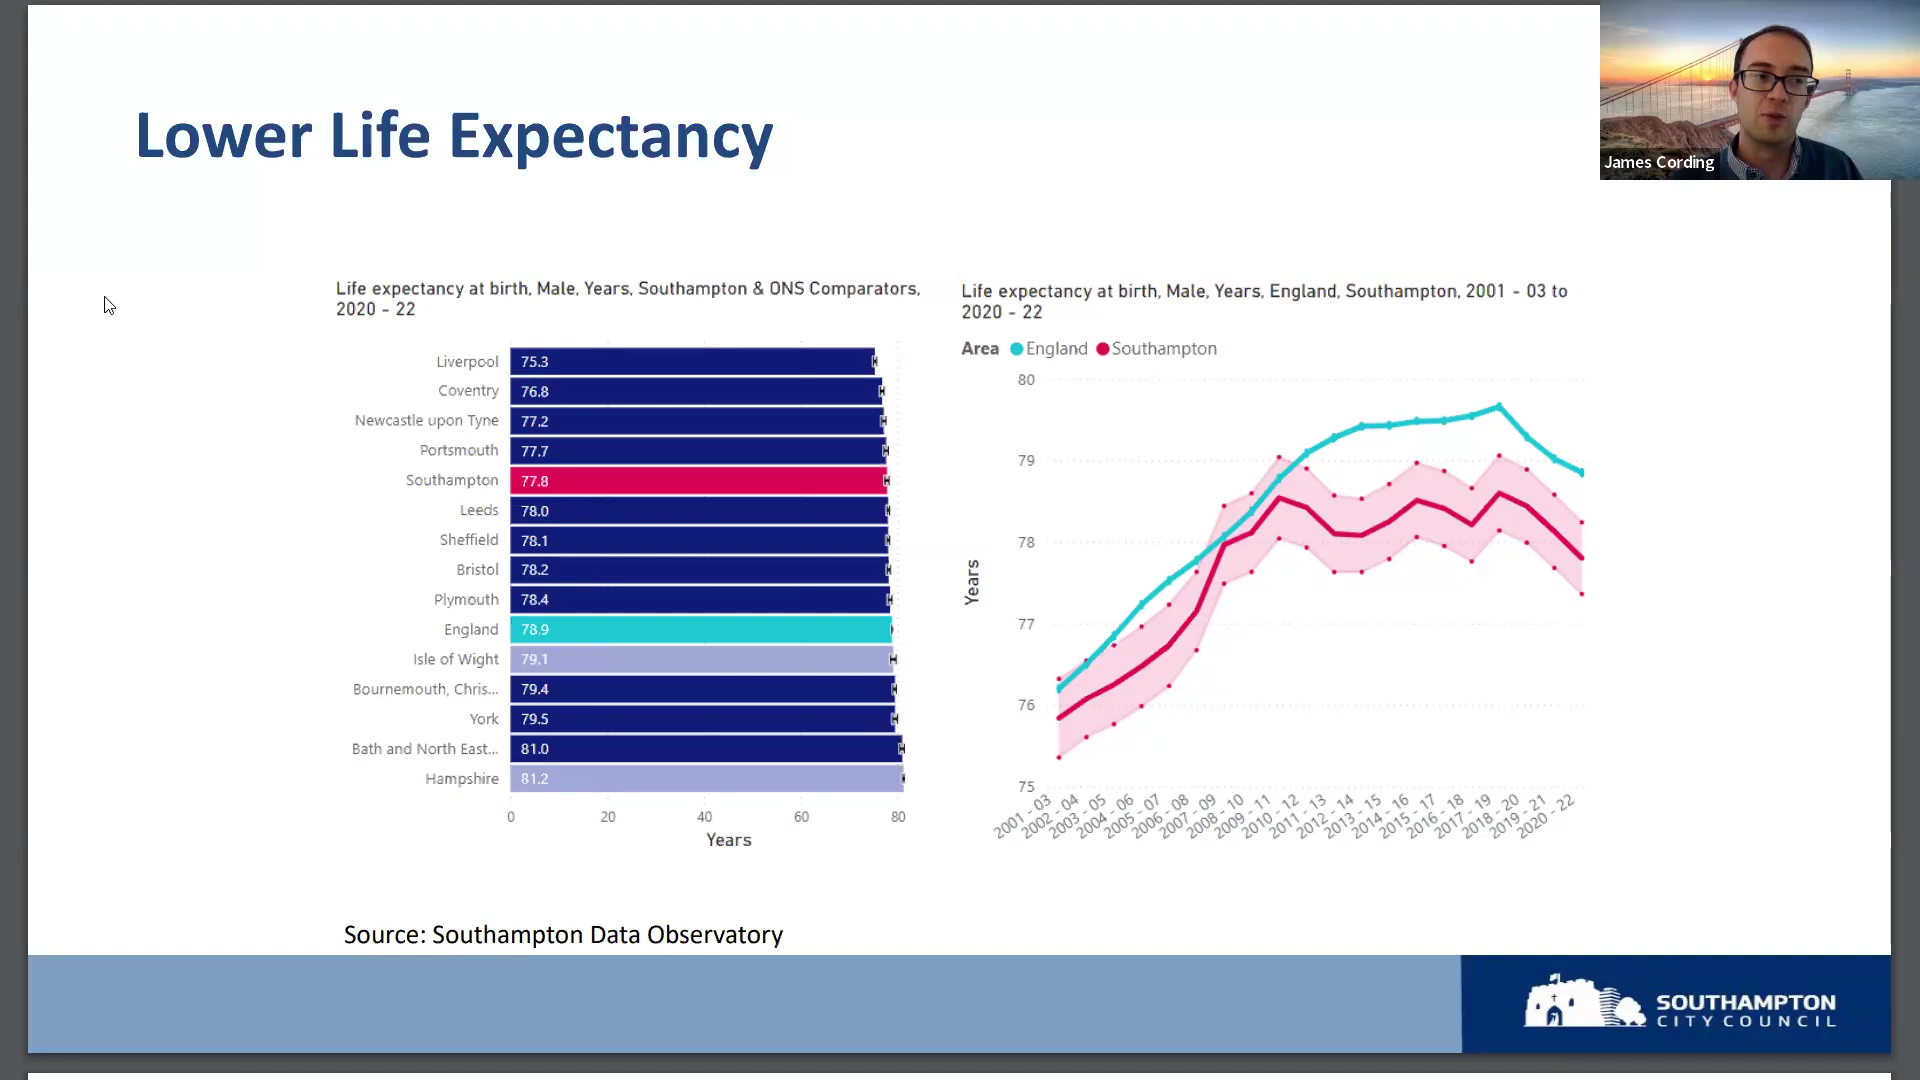 Lower Life Expectancy
James Cording
Life expectancy at birth, Male, Years, Southampton & ONS Comparators,
2020 - 22
Liverpool 75.3
Coventry 76.8
Newcastle upon Tyne 77.2
Portsmouth 77.7
Southampton 77.8
Leeds 78.0
Sheffield 78.1
Bristol 78.2
Plymouth 78.4
England 78.9
Isle of Wight 79.1
Bournemouth, Chris... 79.4
York 79.5
Bath and North East... 81.0
Hampshire 81.2
0 20 40 60 80
Years
Life expectancy at birth, Male, Years, England, Southampton, 2001 - 03 to
2020 - 22
Area England Southampton
80
79
78
77
76
75
Years
2001 - 03
2002 - 04
2003 - 05
2004 - 06
2005 - 07
2006 - 08
2007 - 09
2008 - 10
2009 - 11
2010 - 12
2011 - 13
2012 - 14
2013 - 15
2014 - 16
2015 - 17
2016 - 18
2017 - 19
2018 - 20
2019 - 21
2020 - 22
Source: Southampton Data Observatory
SOUTHAMPTON
CITY COUNCIL